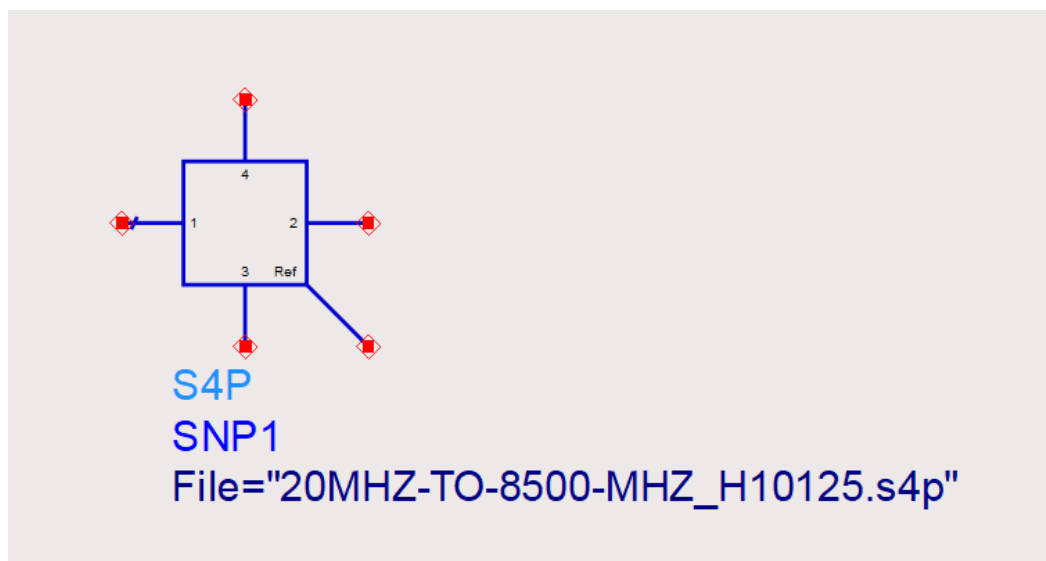 4
1 2
3 Ref
S4P
SNP1
File="20MHZ-TO-8500-MHZ_H10125.s4p"